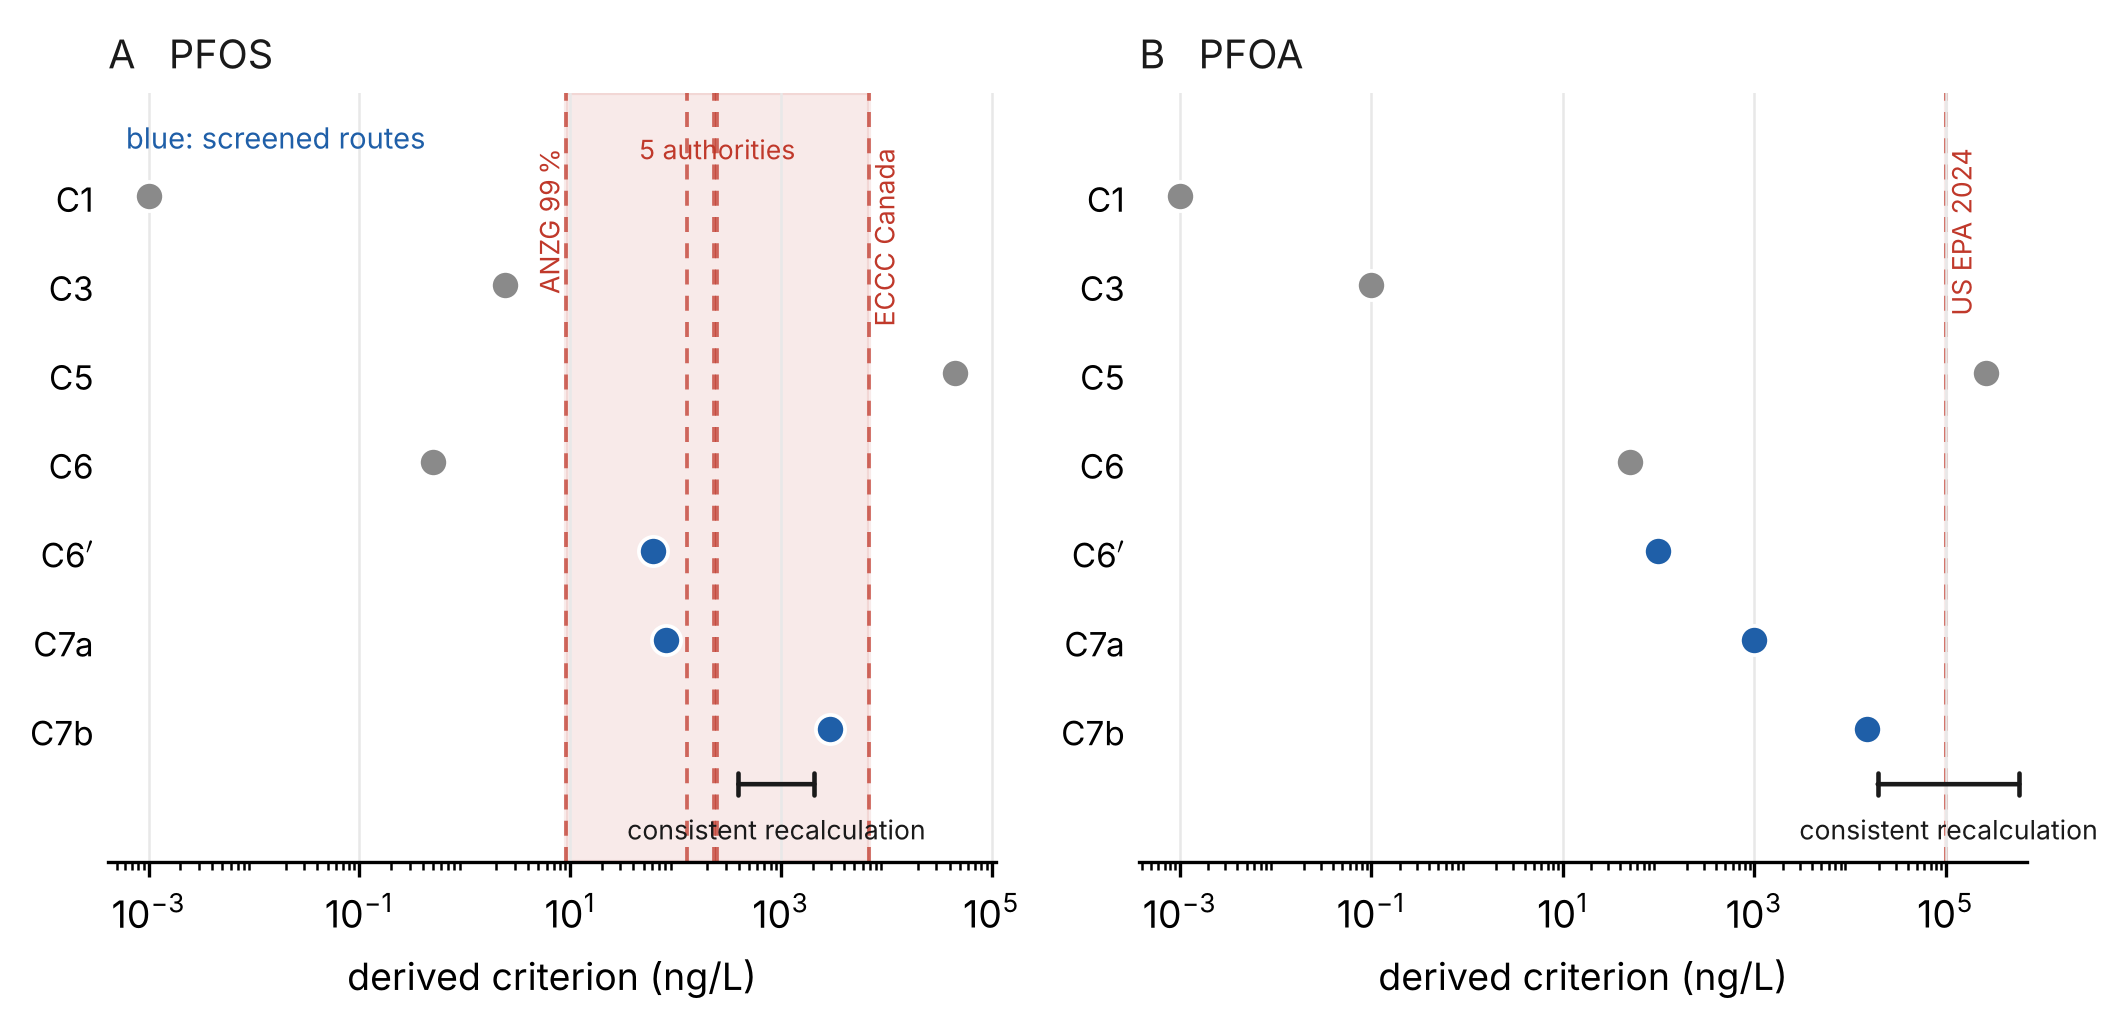 A PFOS
blue: screened routes
5 authorities
ANZG 99 %
ECCC Canada
C1
C3
C5
C6
C6′
C7a
C7b
consistent recalculation
10⁻³ 10⁻¹ 10¹ 10³ 10⁵
derived criterion (ng/L)
B PFOA
US EPA 2024
C1
C3
C5
C6
C6′
C7a
C7b
consistent recalculation
10⁻³ 10⁻¹ 10¹ 10³ 10⁵
derived criterion (ng/L)